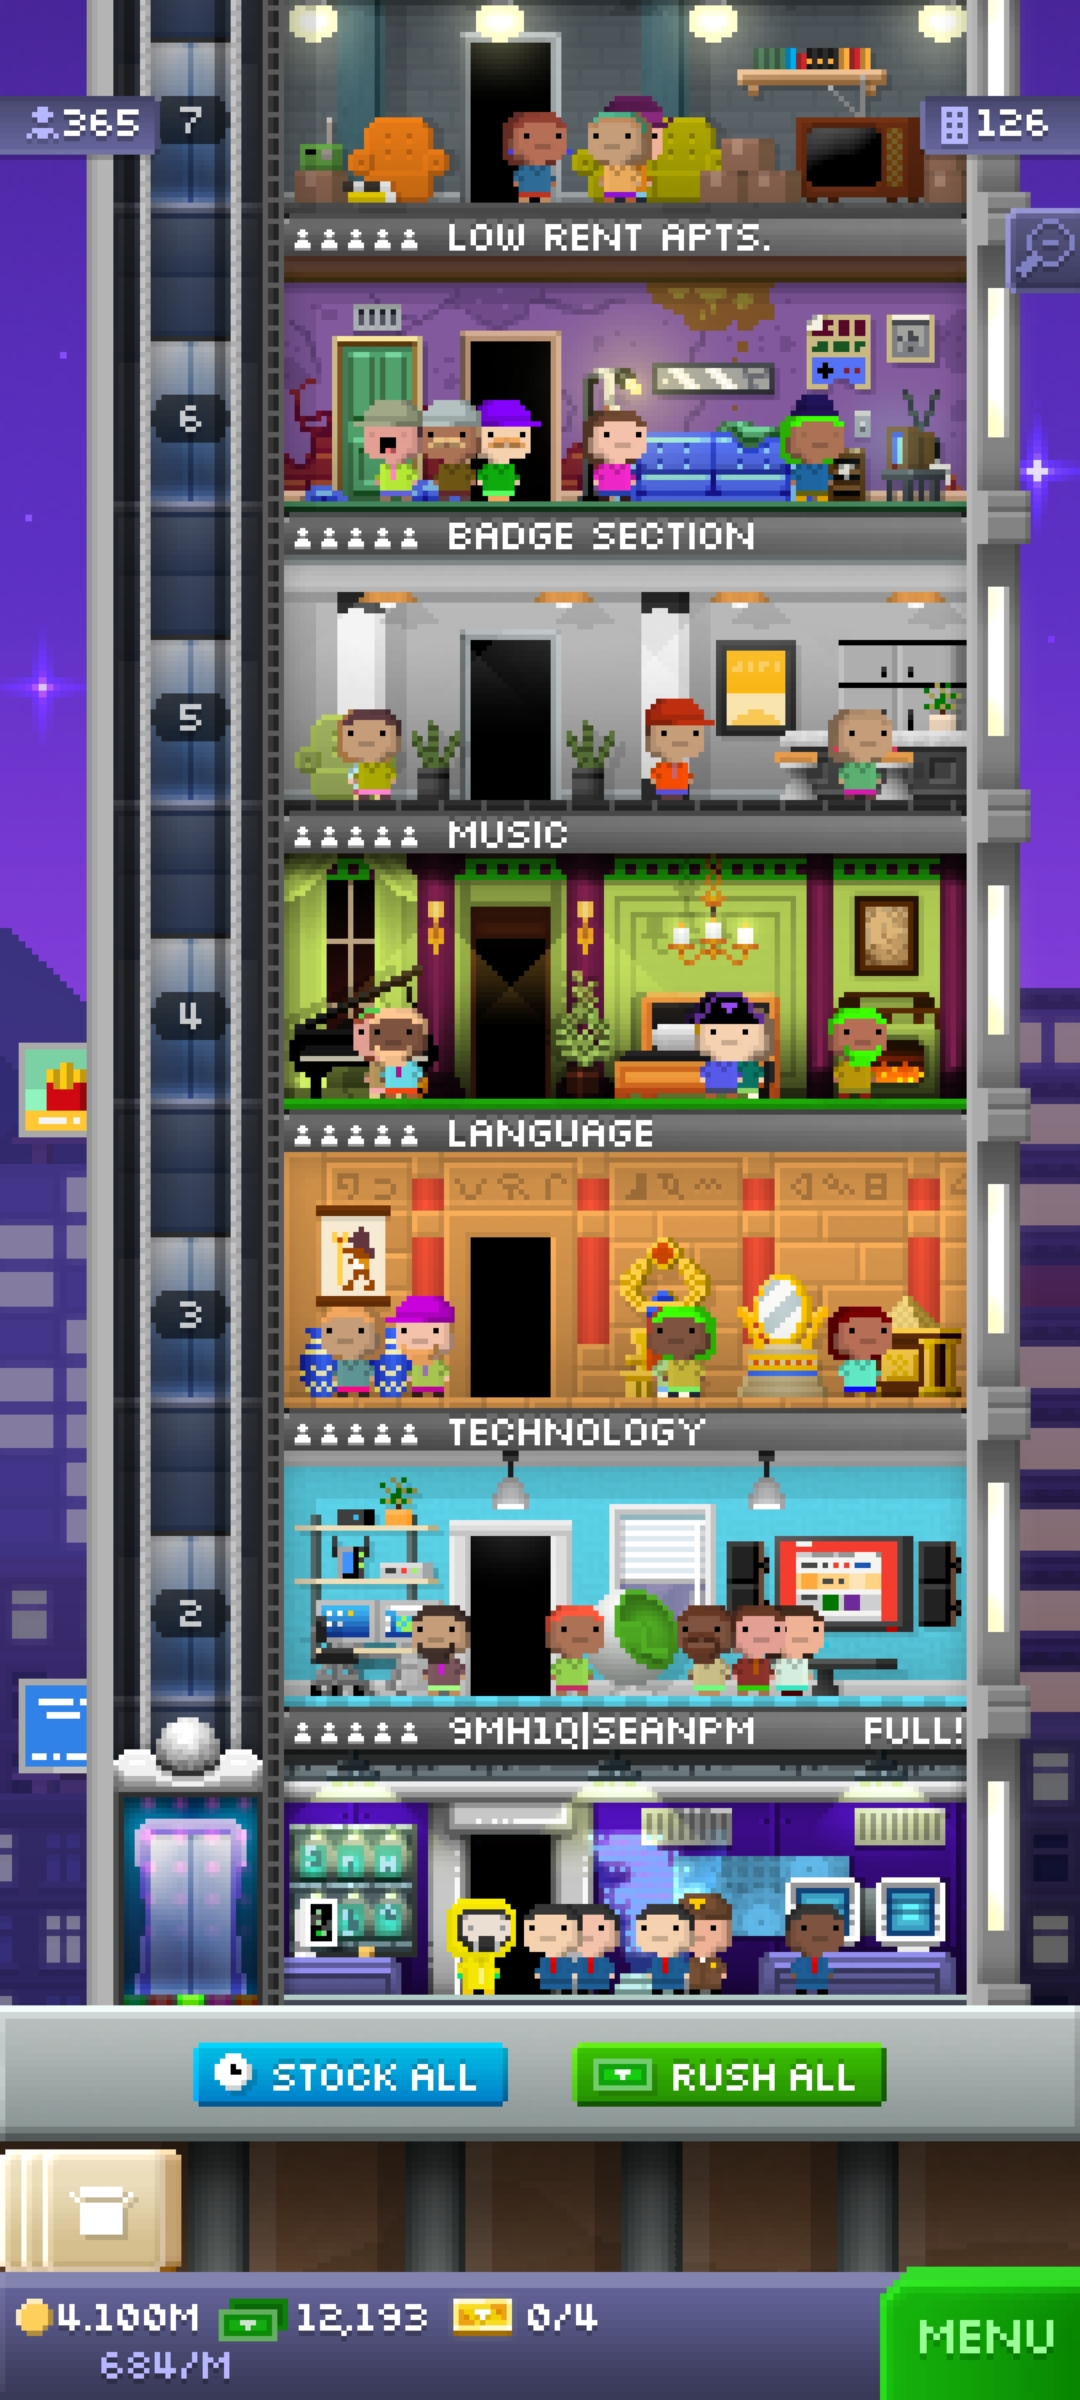 365
7
126
LOW RENT APTS.
6
BADGE SECTION
5
MUSIC
4
LANGUAGE
3
TECHNOLOGY
2
9MH1Q|SEANPM FULL!
STOCK ALL
RUSH ALL
4.100M 12,193 0/4
684/M
MENU